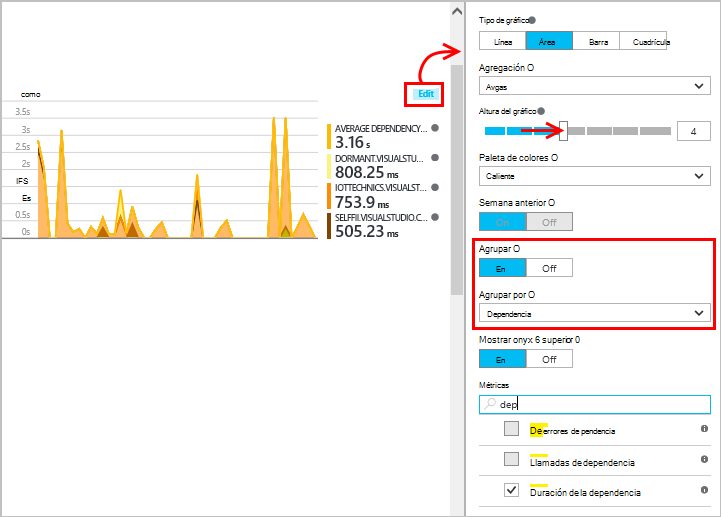 como
Edit
3.5s
3s
2.5s
2s
IFS
Es
0.5s
0s
AVERAGE DEPENDENCY...
3.16 s
DORMANT.VISUALSTU...
808.25 ms
IOTTECHNICS.VISUALST...
753.9 ms
SELFFII.VISUALSTUDIO.C...
505.23 ms
Tipo de gráfico
Línea Área Barra Cuadrícula
Agregación O
Avgas
Altura del gráfico
4
Paleta de colores O
Caliente
Semana anterior O
On Off
Agrupar O
En Off
Agrupar por O
Dependencia
Mostrar onyx 6 superior 0
En Off
Métricas
dep
De errores de pendencia
Llamadas de dependencia
Duración de la dependencia